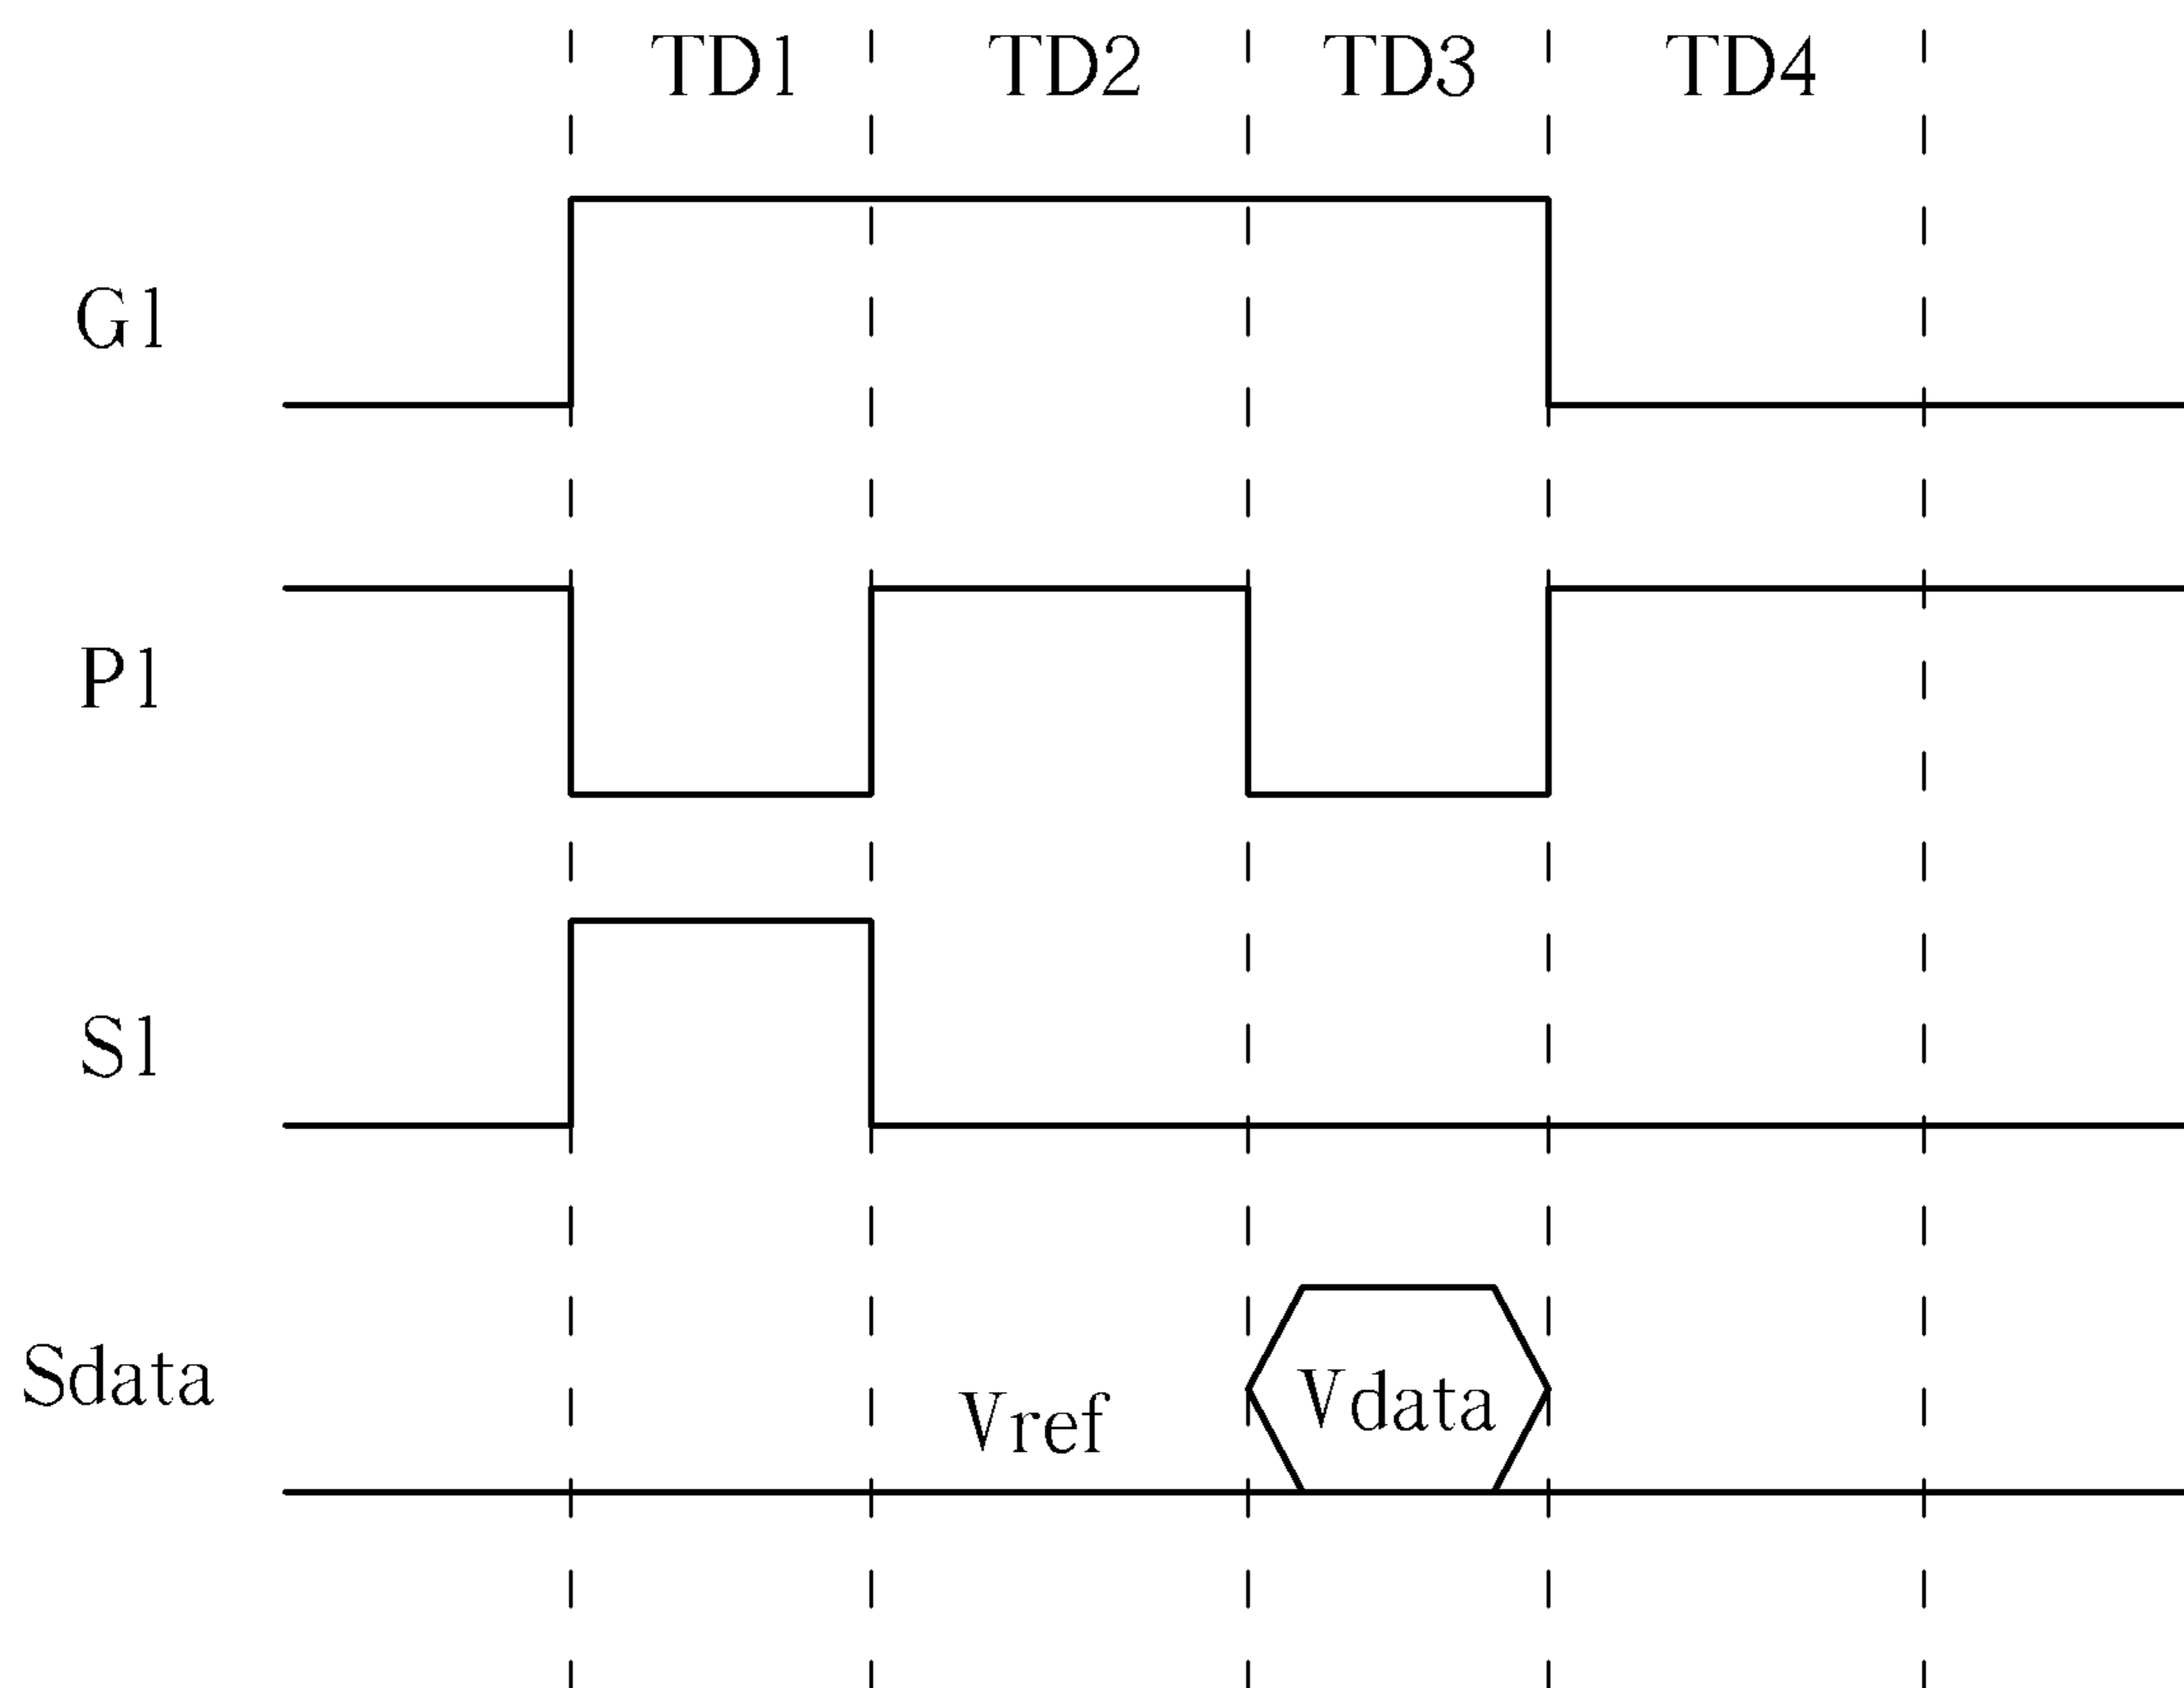 TD1 TD2 TD3 TD4
G1
P1
S1
Sdata Vref Vdata